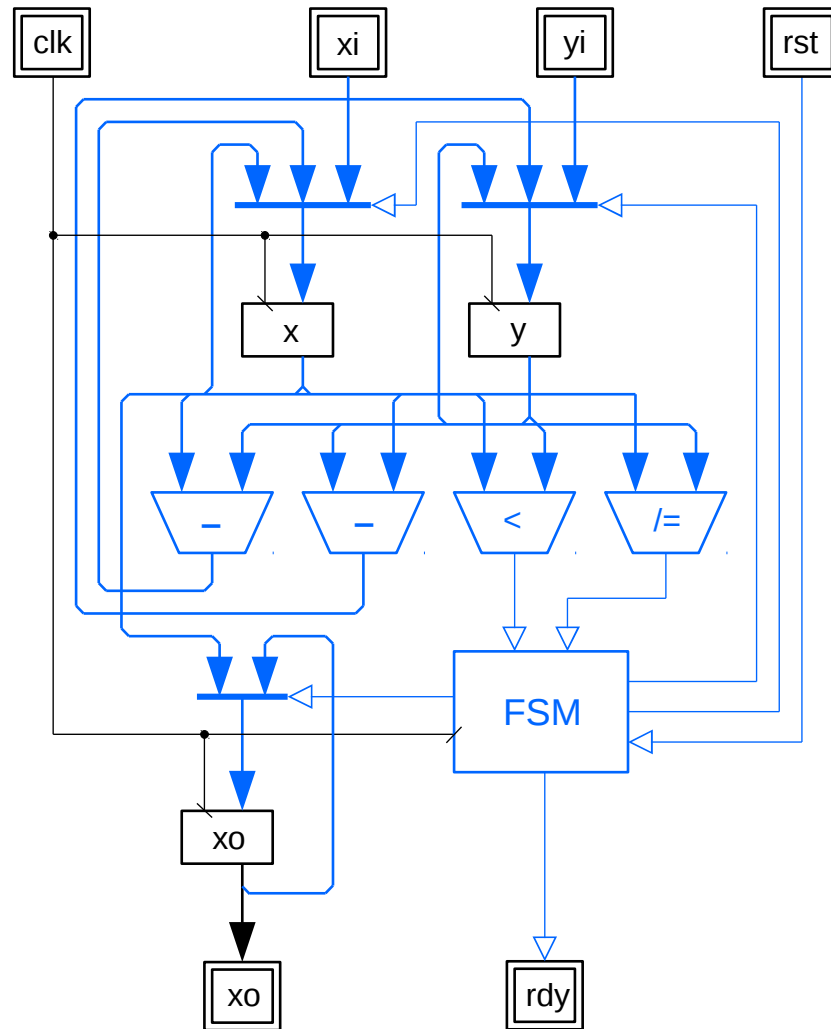 clk
xi
yi
rst
x
y
–
–
<
/=
FSM
xo
xo
rdy